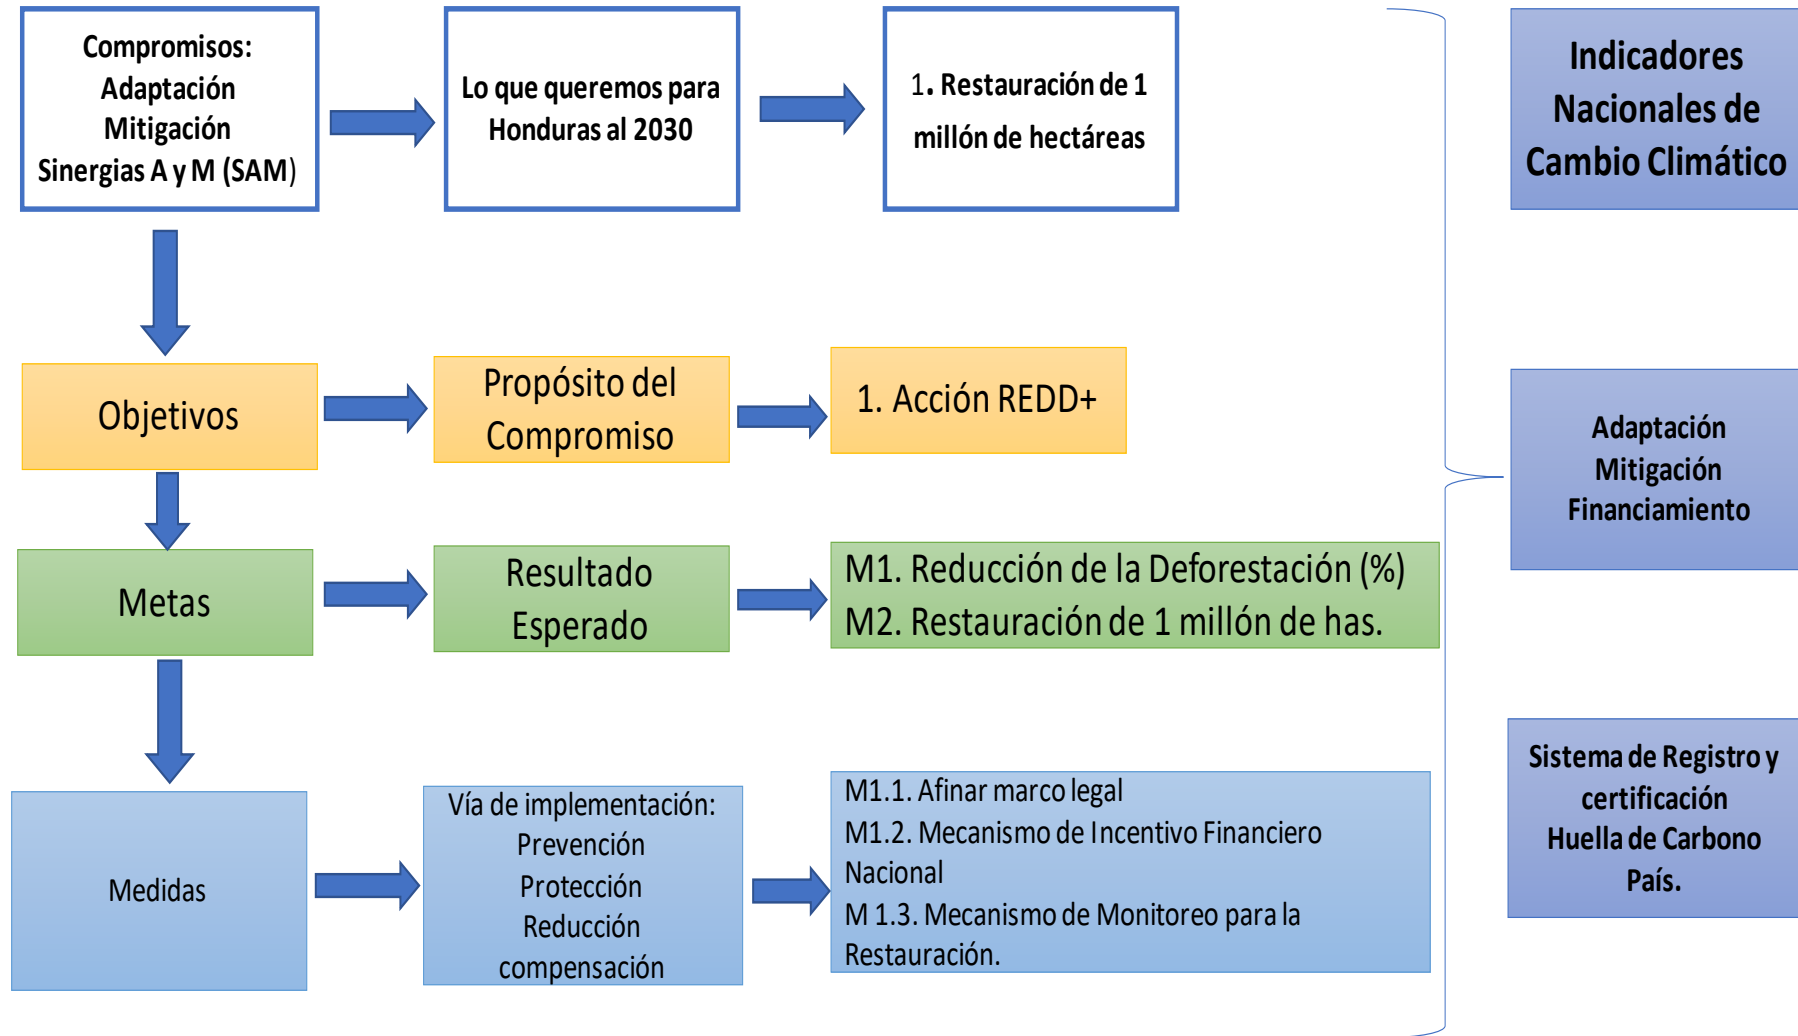 Compromisos:
Adaptación
Mitigación
Sinergias A y M (SAM)
Lo que queremos para
Honduras al 2030
1. Restauración de 1
millón de hectáreas
Objetivos
Propósito del
Compromiso
1. Acción REDD+
Metas
Resultado
Esperado
M1. Reducción de la Deforestación (%)
M2. Restauración de 1 millón de has.
Medidas
Vía de implementación:
Prevención
Protección
Reducción
compensación
M1.1. Afinar marco legal
M1.2. Mecanismo de Incentivo Financiero
Nacional
M 1.3. Mecanismo de Monitoreo para la
Restauración.
Indicadores
Nacionales de
Cambio Climático
Adaptación
Mitigación
Financiamiento
Sistema de Registro y
certificación
Huella de Carbono
País.